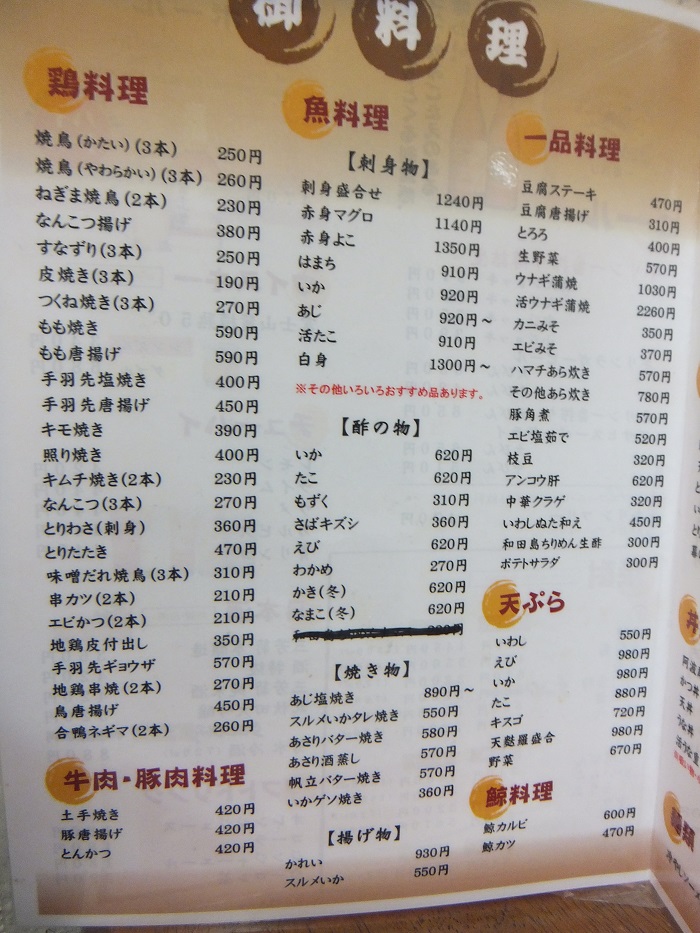 御料理
鶏料理
焼鳥(かたい)(3本) 250円
焼鳥(やわらかい)(3本) 260円
ねぎま焼鳥(2本) 230円
なんこつ揚げ 380円
すなずり(3本) 250円
皮焼き(3本) 190円
つくね焼き(3本) 270円
もも焼き 590円
もも唐揚げ 590円
手羽先塩焼き 400円
手羽先唐揚げ 450円
キモ焼き 390円
照り焼き 400円
キムチ焼き(2本) 230円
なんこつ(3本) 270円
とりわさ(刺身) 360円
とりたたき 470円
味噌だれ焼鳥(3本) 310円
串カツ(2本) 210円
エビかつ(2本) 210円
地鶏皮付出し 350円
手羽先ギョウザ 570円
地鶏串焼(2本) 270円
鳥唐揚げ 450円
合鴨ネギマ(2本) 260円
牛肉・豚肉料理
土手焼き 420円
豚唐揚げ 420円
とんかつ 420円
魚料理
【刺身物】
刺身盛合せ 1240円
赤身マグロ 1140円
赤身よこ 1350円
はまち 910円
いか 920円
あじ 920円～
活たこ 910円
白身 1300円～
※その他いろいろおすすめ品あります。
【酢の物】
いか 620円
たこ 620円
もずく 310円
さばキズシ 360円
えび 620円
わかめ 270円
かき(冬) 620円
なまこ(冬) 620円
【焼き物】
あじ塩焼き 890円～
スルメいかタレ焼き 550円
あさりバター焼き 580円
あさり酒蒸し 570円
帆立バター焼き 570円
いかゲソ焼き 360円
【揚げ物】
かれい 930円
スルメいか 550円
一品料理
豆腐ステーキ 470円
豆腐唐揚げ 310円
とろろ 400円
生野菜 570円
ウナギ蒲焼 1030円
活ウナギ蒲焼 2260円
カニみそ 350円
エビみそ 370円
ハマチあら炊き 570円
その他あら炊き 780円
豚角煮 570円
エビ塩茹で 520円
枝豆 320円
アンコウ肝 620円
中華クラゲ 320円
いわしぬた和え 450円
和田島ちりめん生酢 300円
ポテトサラダ 300円
天ぷら
いわし 550円
えび 980円
いか 980円
たこ 880円
キスゴ 720円
天麩羅盛合 980円
野菜 670円
鯨料理
鯨カルビ 600円
鯨カツ 470円
丼
かつ丼
天丼
うな丼